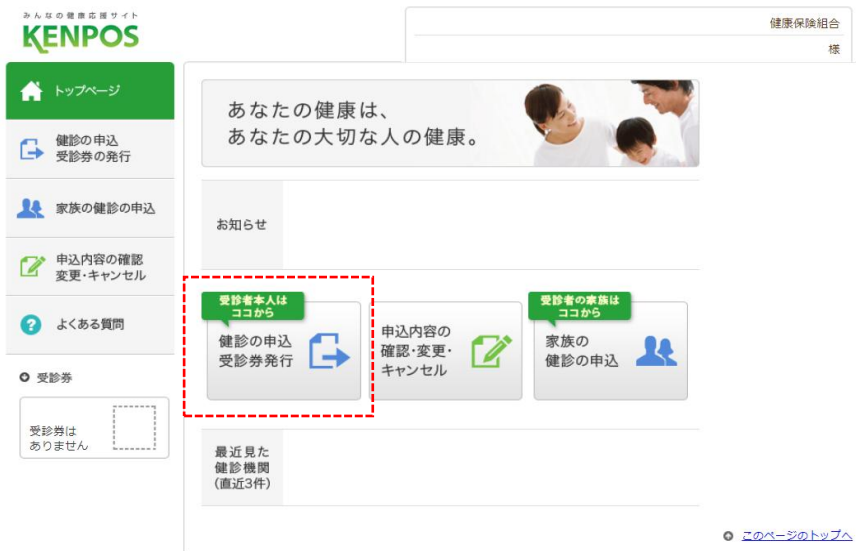 みんなの健康応援サイト
KENPOS
健康保険組合
様
トップページ
健診の申込
受診券の発行
家族の健診の申込
申込内容の確認
変更・キャンセル
よくある質問
受診券
受診券は
ありません
あなたの健康は、
あなたの大切な人の健康。
お知らせ
受診者本人は
ココから
健診の申込
受診券発行
申込内容の
確認・変更・
キャンセル
受診者の家族は
ココから
家族の
健診の申込
最近見た
健診機関
(直近3件)
このページのトップへ